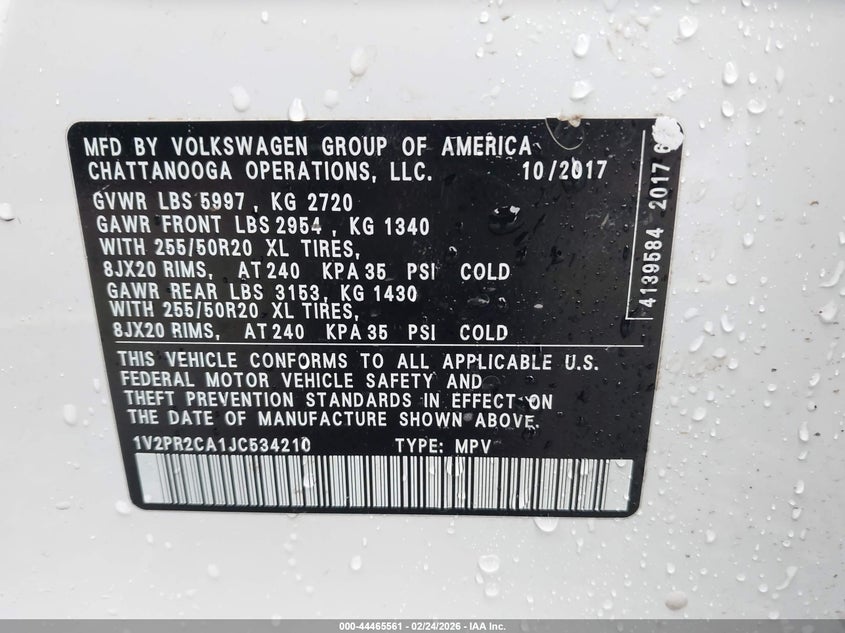 MFD BY VOLKSWAGEN GROUP OF AMERICA
CHATTANOOGA OPERATIONS, LLC. 10/2017
GVWR LBS 5997 , KG 2720
GAWR FRONT LBS 2954 , KG 1340
WITH 255/50R20 XL TIRES,
8JX20 RIMS, AT 240 KPA 35 PSI COLD
GAWR REAR LBS 3153, KG 1430
WITH 255/50R20 XL TIRES,
8JX20 RIMS, AT 240 KPA 35 PSI COLD
THIS VEHICLE CONFORMS TO ALL APPLICABLE U.S.
FEDERAL MOTOR VEHICLE SAFETY AND
THEFT PREVENTION STANDARDS IN EFFECT ON
THE DATE OF MANUFACTURE SHOWN ABOVE.
1V2PR2CA1JC534210 TYPE: MPV
4139584 2017 6
000-44465561 - 02/24/2026 - IAA Inc.